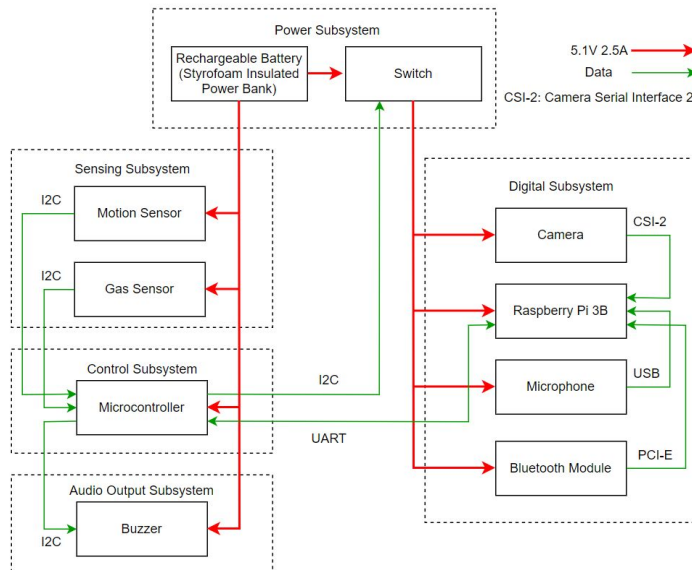 Power Subsystem
Rechargeable Battery
(Styrofoam Insulated
Power Bank)
Switch
5.1V 2.5A
Data
CSI-2: Camera Serial Interface 2
Sensing Subsystem
I2C
Motion Sensor
I2C
Gas Sensor
Digital Subsystem
Camera
CSI-2
Raspberry Pi 3B
Microphone
USB
Bluetooth Module
PCI-E
Control Subsystem
Microcontroller
I2C
UART
Audio Output Subsystem
Buzzer
I2C